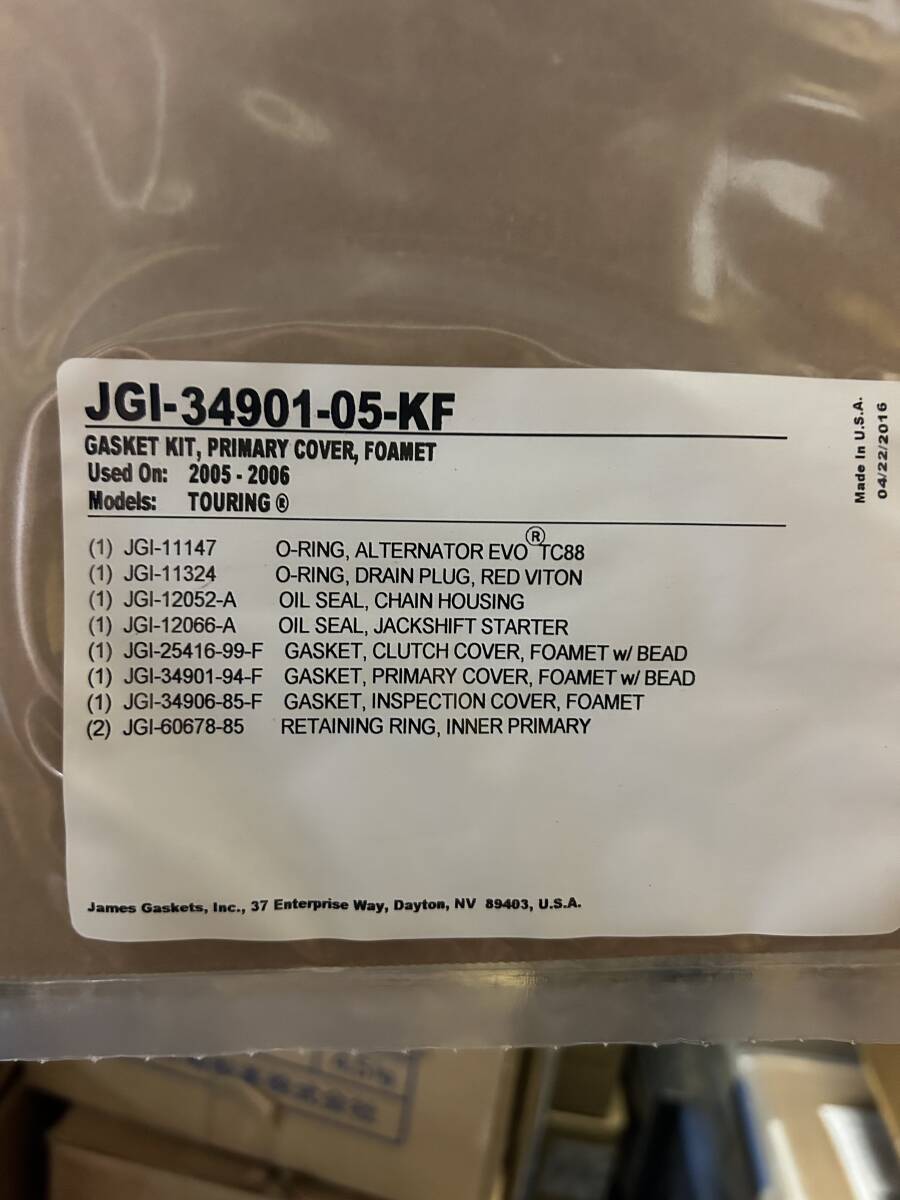 JGI-34901-05-KF
GASKET KIT, PRIMARY COVER, FOAMET
Used On: 2005 - 2006
Models: TOURING ®
(1) JGI-11147 O-RING, ALTERNATOR EVO® TC88
(1) JGI-11324 O-RING, DRAIN PLUG, RED VITON
(1) JGI-12052-A OIL SEAL, CHAIN HOUSING
(1) JGI-12066-A OIL SEAL, JACKSHIFT STARTER
(1) JGI-25416-99-F GASKET, CLUTCH COVER, FOAMET w/ BEAD
(1) JGI-34901-94-F GASKET, PRIMARY COVER, FOAMET w/ BEAD
(1) JGI-34906-85-F GASKET, INSPECTION COVER, FOAMET
(2) JGI-60678-85 RETAINING RING, INNER PRIMARY
James Gaskets, Inc., 37 Enterprise Way, Dayton, NV 89403, U.S.A.
Made In U.S.A.
04/22/2016